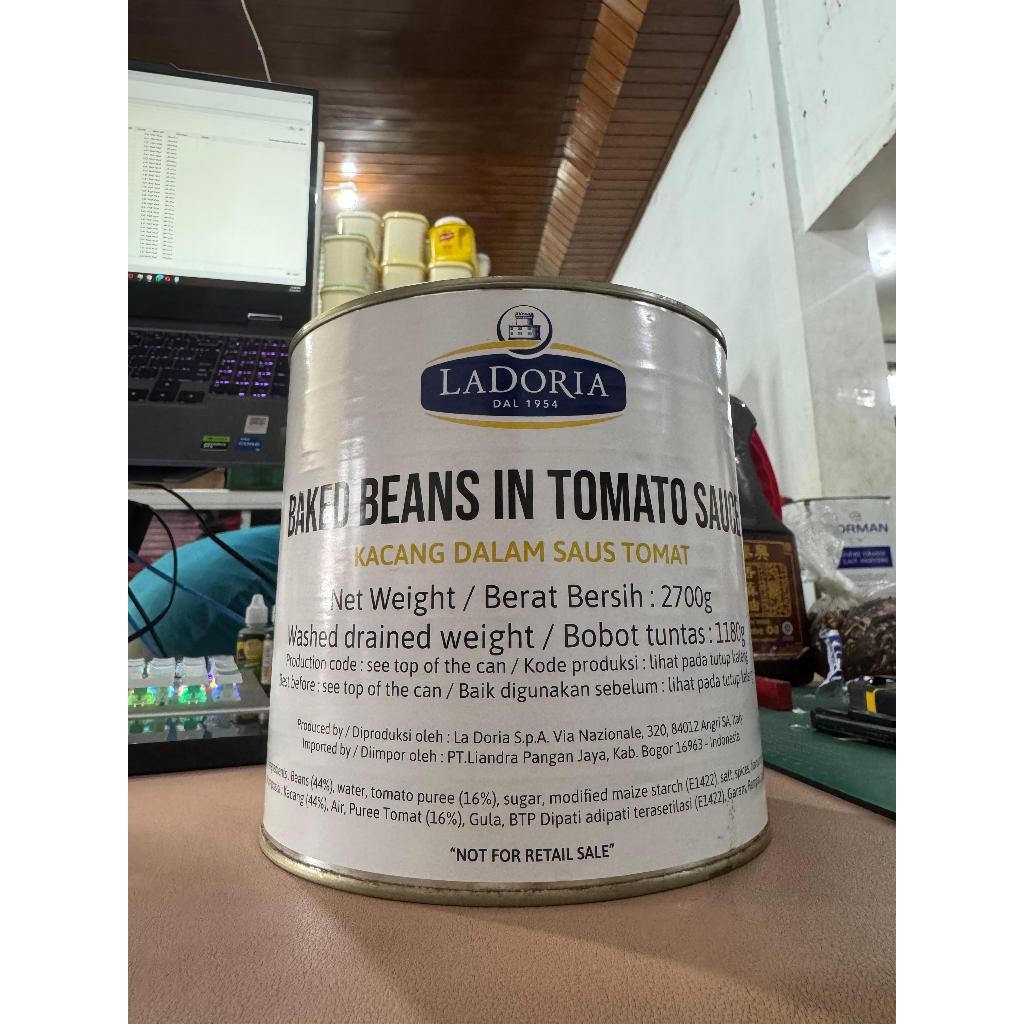 LADORIA
DAL 1954
BAKED BEANS IN TOMATO SAUCE
KACANG DALAM SAUS TOMAT
Net Weight / Berat Bersih : 2700g
Washed drained weight / Bobot tuntas : 1180g
Production code : see top of the can / Kode produksi : lihat pada tutup kaleng
Best before : see top of the can / Baik digunakan sebelum : lihat pada tutup kaleng
Produced by / Diproduksi oleh : La Doria S.p.A. Via Nazionale, 320, 84012 Angri SA, Italy
Imported by / Diimpor oleh : PT.Liandra Pangan Jaya, Kab. Bogor 16963 - Indonesia
Beans (44%), water, tomato puree (16%), sugar, modified maize starch (E1422), salt, spices,
Kacang (44%), Air, Puree Tomat (16%), Gula, BTP Dipati adipati terasetilasi (E1422), Garam,
"NOT FOR RETAIL SALE"
ORMAN